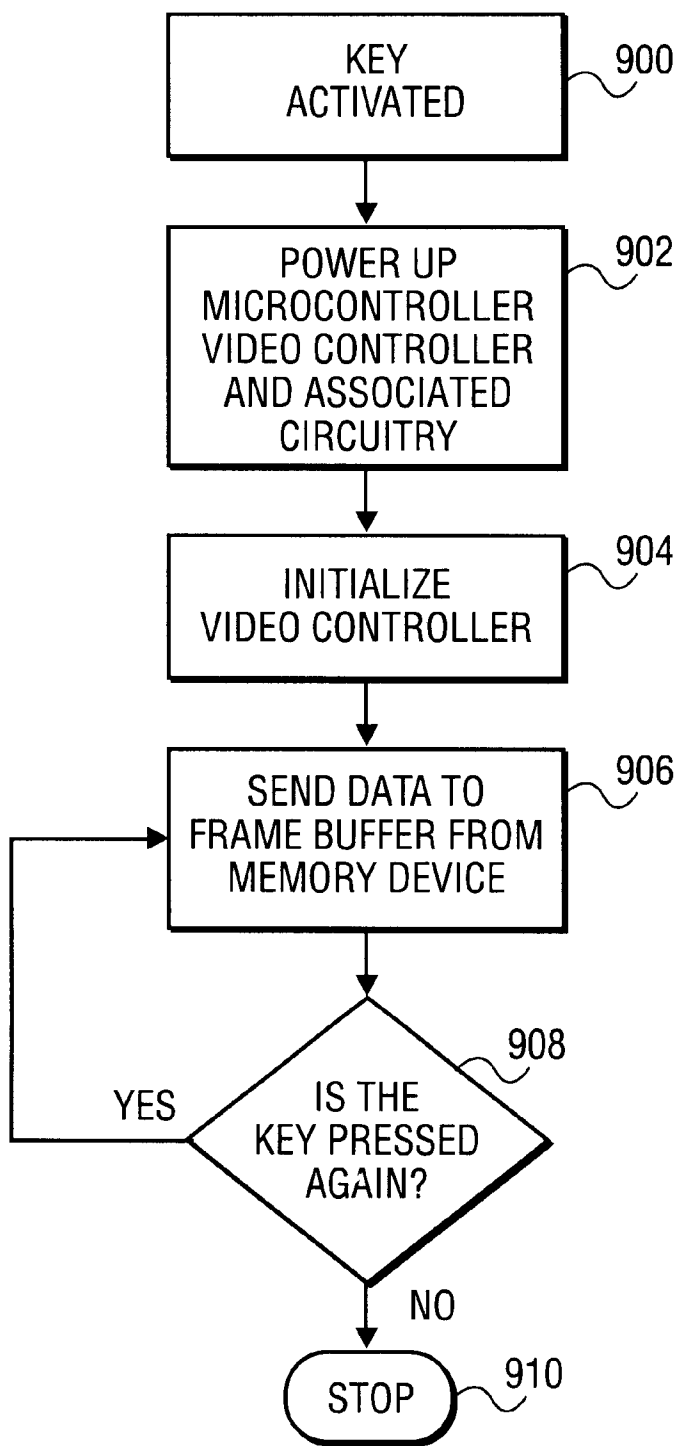 KEY
ACTIVATED
900
POWER UP
MICROCONTROLLER
VIDEO CONTROLLER
AND ASSOCIATED
CIRCUITRY
902
INITIALIZE
VIDEO CONTROLLER
904
SEND DATA TO
FRAME BUFFER FROM
MEMORY DEVICE
906
IS THE
KEY PRESSED
AGAIN?
908
YES
NO
STOP
910